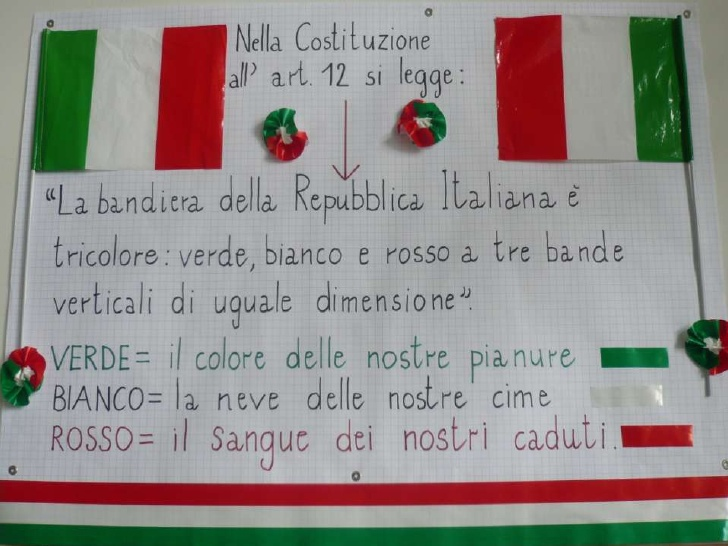 Nella Costituzione
all' art. 12 si legge:
"La bandiera della Repubblica Italiana è
tricolore: verde, bianco e rosso a tre bande
verticali di uguale dimensione".
VERDE= il colore delle nostre pianure
BIANCO= la neve delle nostre cime
ROSSO= il sangue dei nostri caduti.